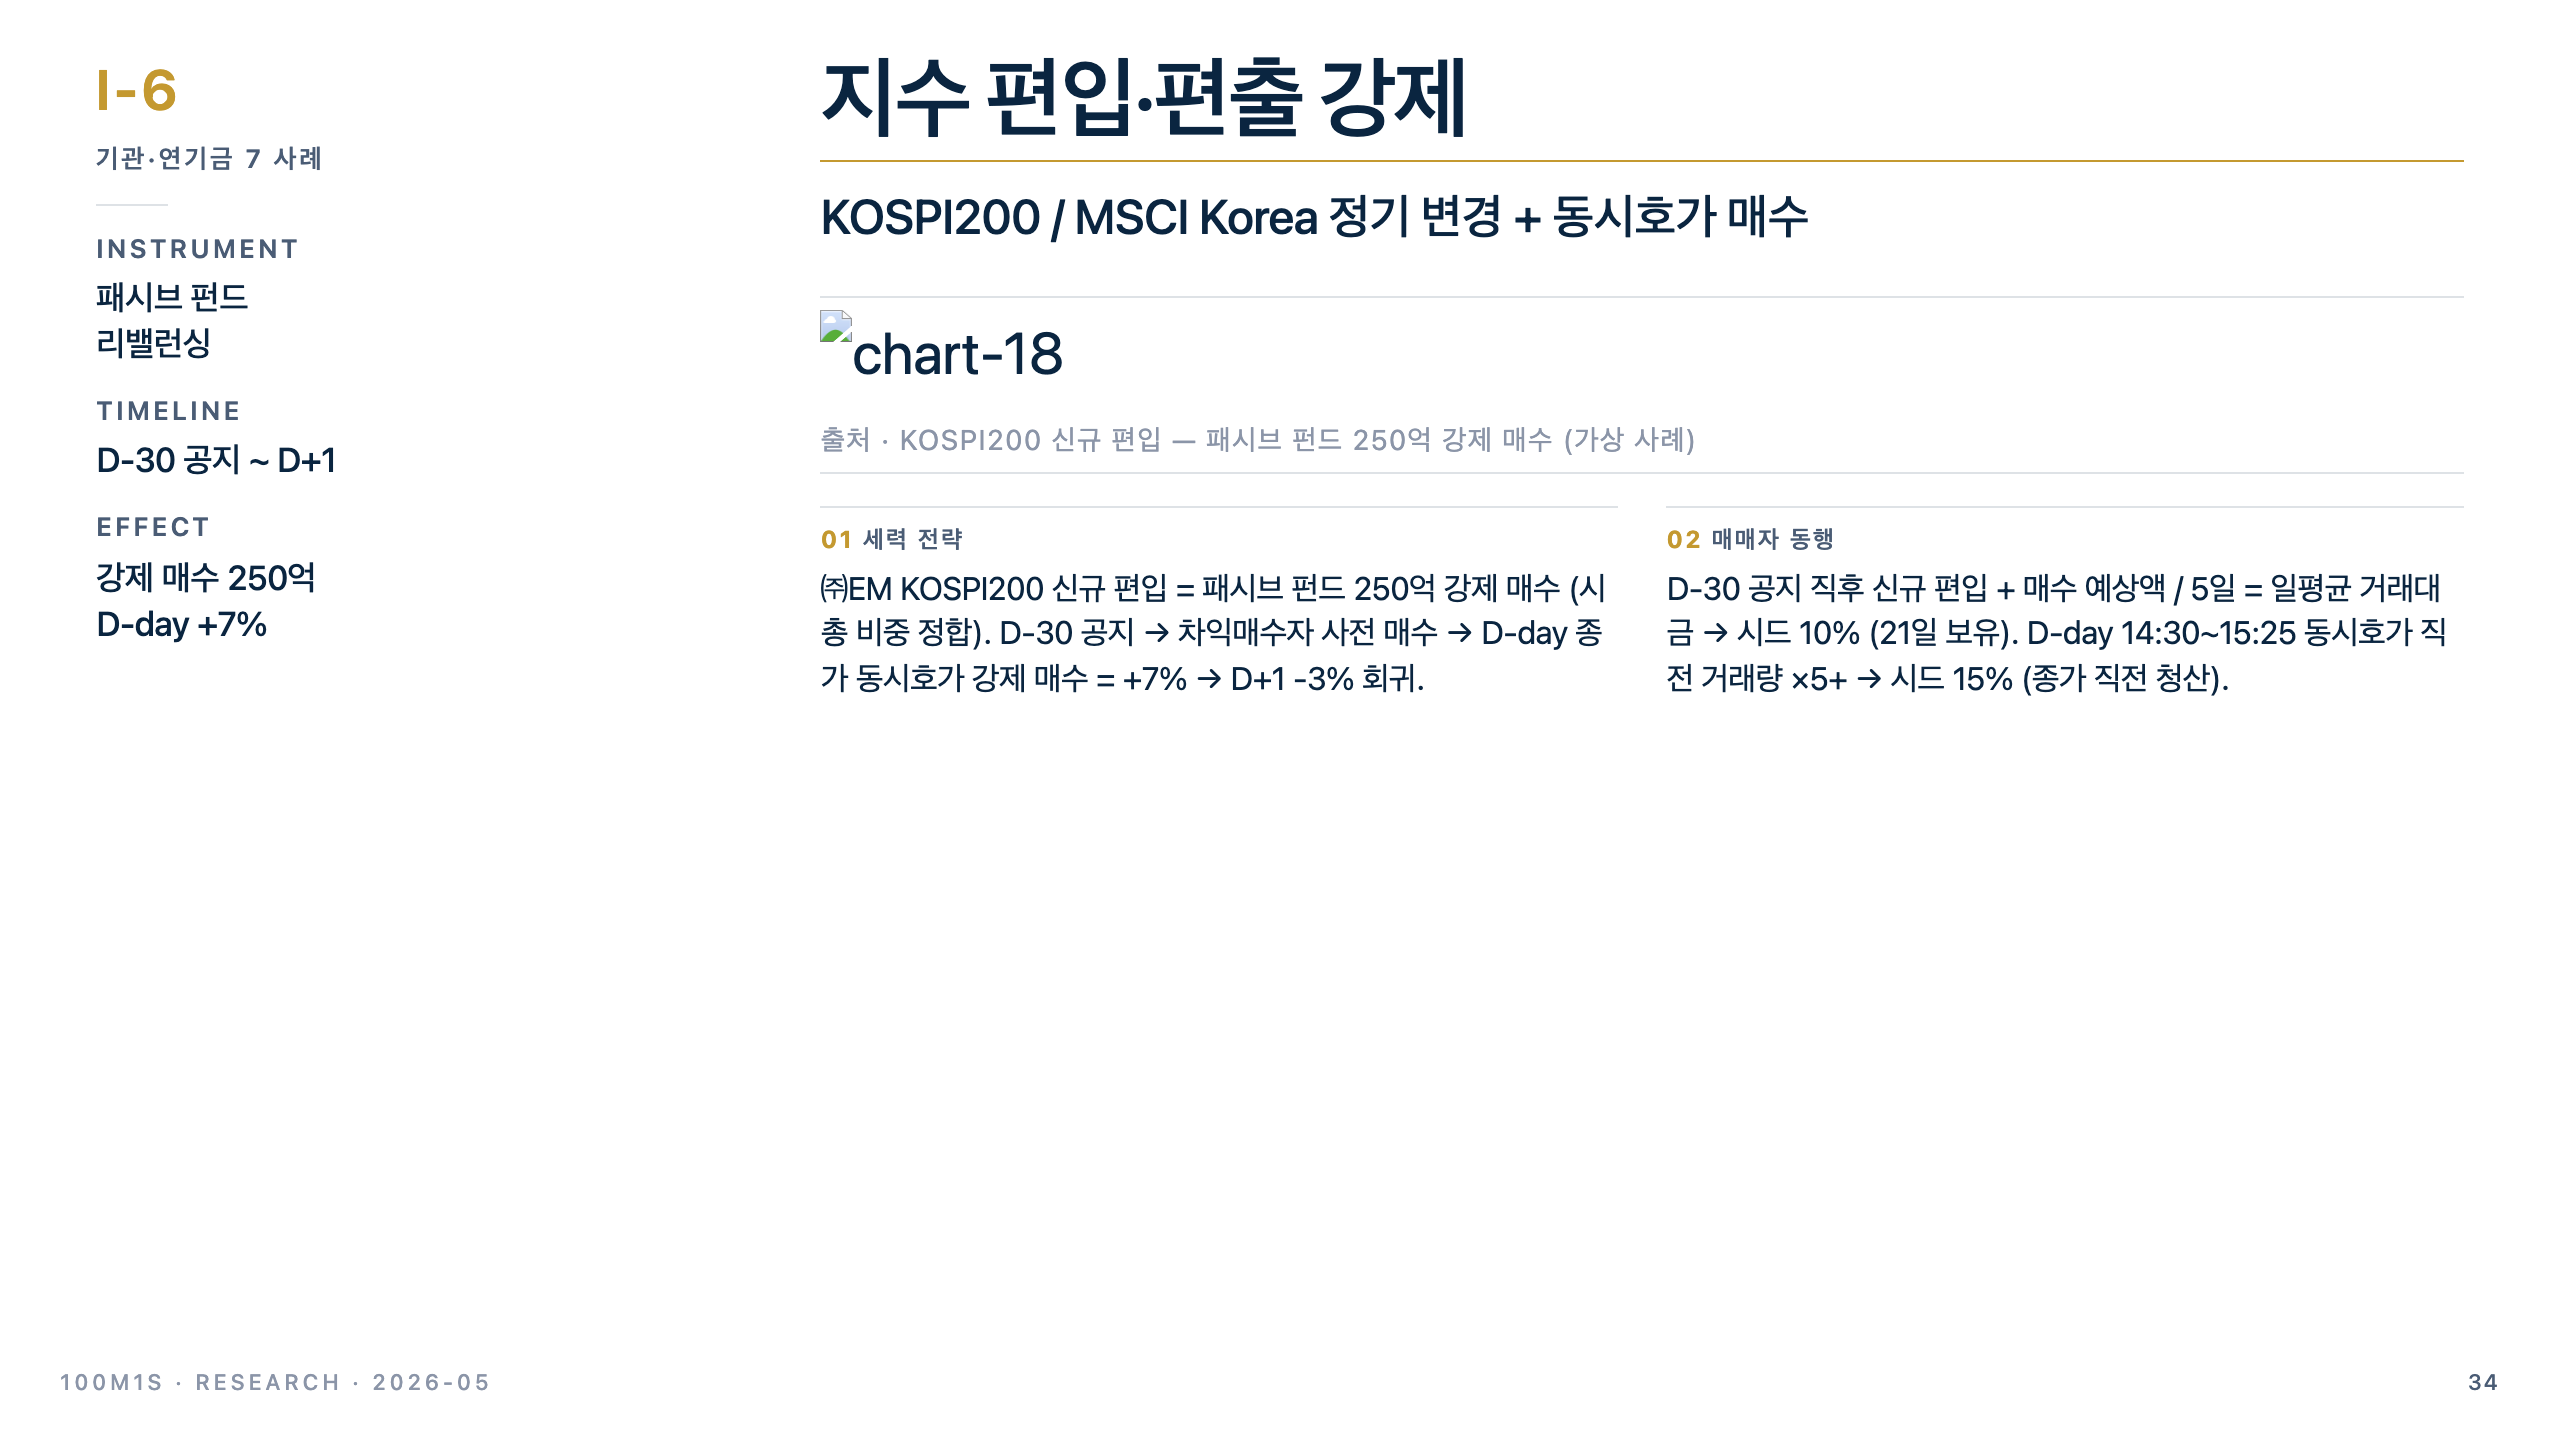 I-6
기관·연기금 7 사례
INSTRUMENT
패시브 펀드
리밸런싱
TIMELINE
D-30 공지 ~ D+1
EFFECT
강제 매수 250억
D-day +7%
지수 편입·편출 강제
KOSPI200 / MSCI Korea 정기 변경 + 동시호가 매수
chart-18
출처 · KOSPI200 신규 편입 — 패시브 펀드 250억 강제 매수 (가상 사례)
01 세력 전략
㈜EM KOSPI200 신규 편입 = 패시브 펀드 250억 강제 매수 (시
총 비중 정합). D-30 공지 → 차익매수자 사전 매수 → D-day 종
가 동시호가 강제 매수 = +7% → D+1 -3% 회귀.
02 매매자 동행
D-30 공지 직후 신규 편입 + 매수 예상액 / 5일 = 일평균 거래대
금 → 시드 10% (21일 보유). D-day 14:30~15:25 동시호가 직
전 거래량 ×5+ → 시드 15% (종가 직전 청산).
100M1S · RESEARCH · 2026-05
34